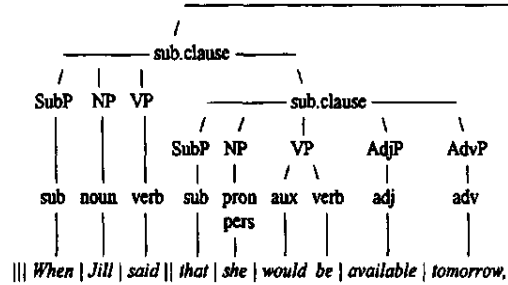 sub.clause
SubP NP VP sub.clause
SubP NP VP AdjP AdvP
sub noun verb sub pron aux verb adj adv
pers
||| When | Jill | said || that | she | would be | available | tomorrow,